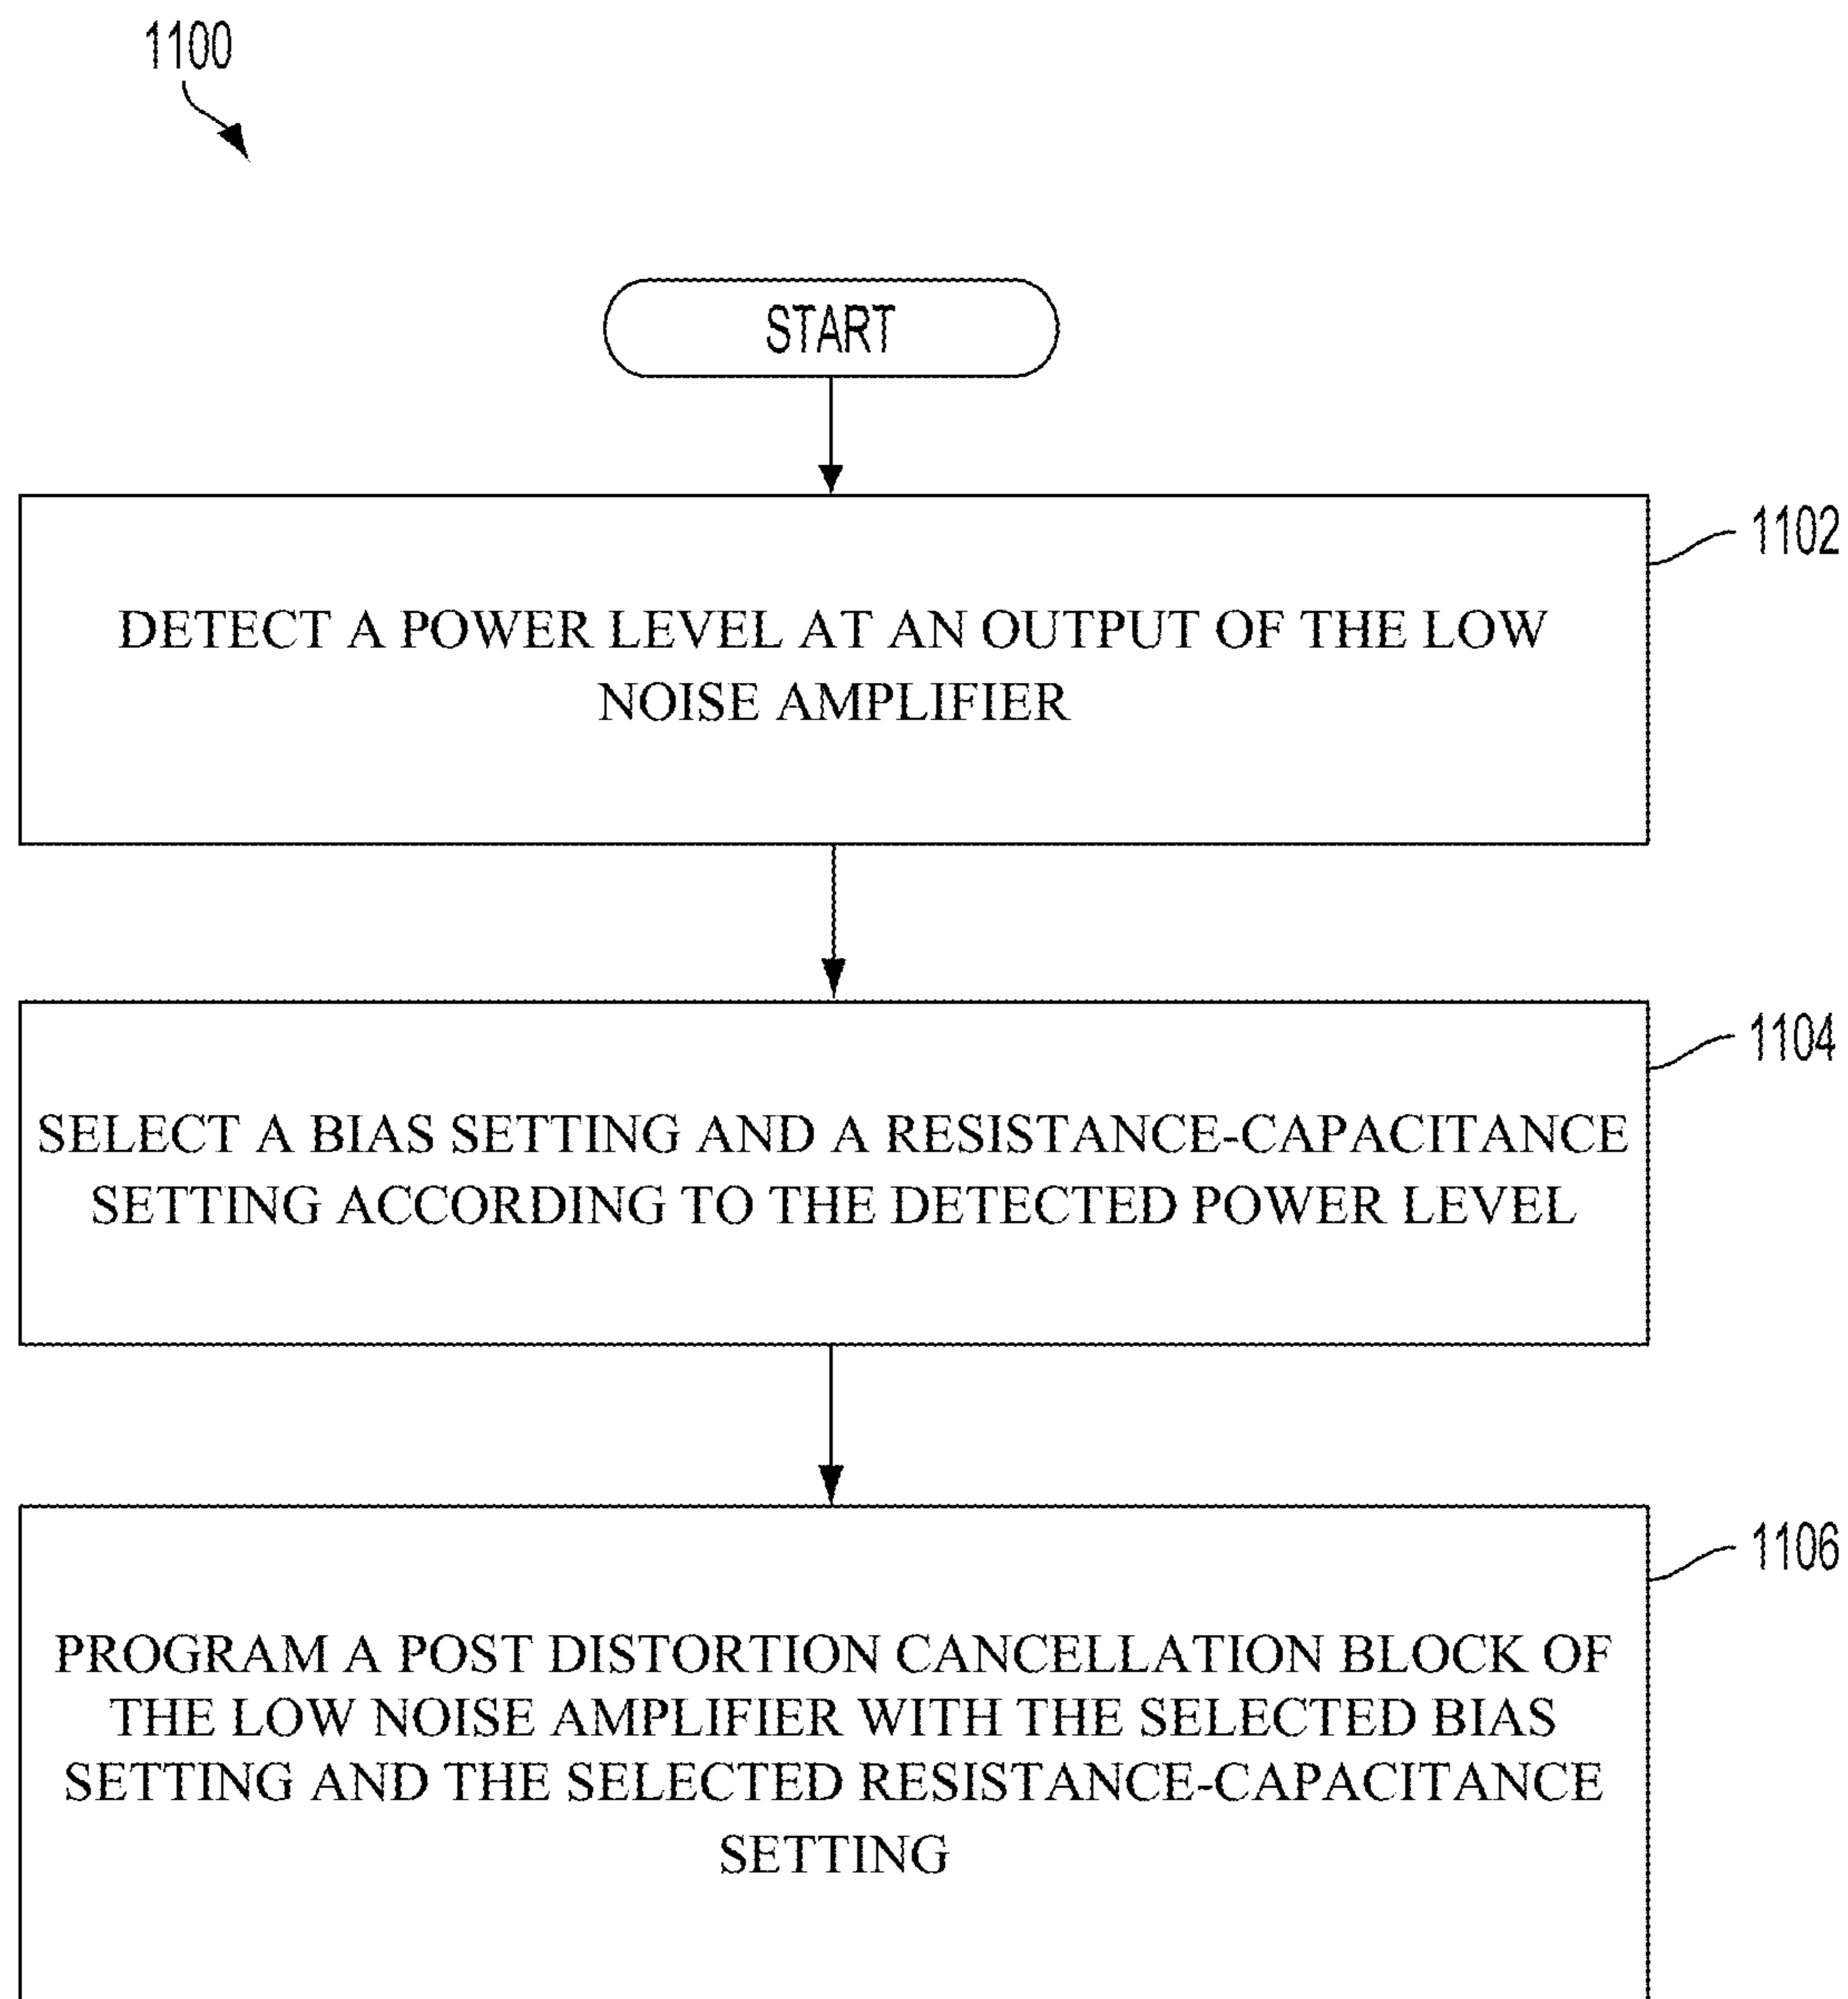 1100
START
1102
DETECT A POWER LEVEL AT AN OUTPUT OF THE LOW
NOISE AMPLIFIER
1104
SELECT A BIAS SETTING AND A RESISTANCE-CAPACITANCE
SETTING ACCORDING TO THE DETECTED POWER LEVEL
1106
PROGRAM A POST DISTORTION CANCELLATION BLOCK OF
THE LOW NOISE AMPLIFIER WITH THE SELECTED BIAS
SETTING AND THE SELECTED RESISTANCE-CAPACITANCE
SETTING